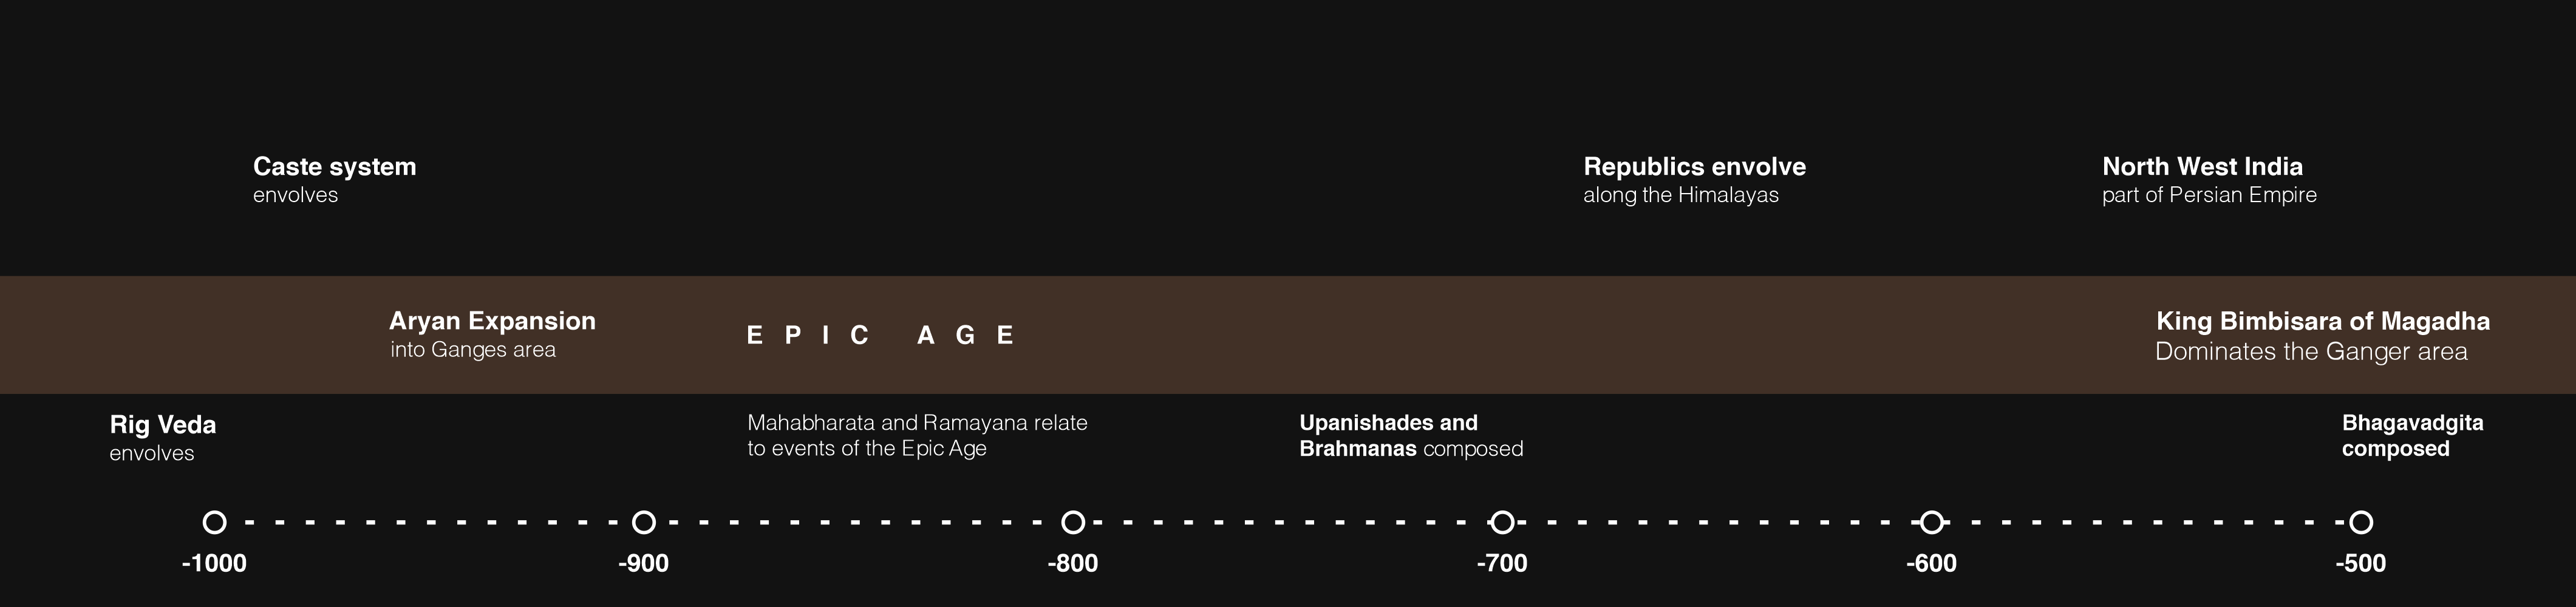 Caste system
envolves
Republics envolve
along the Himalayas
North West India
part of Persian Empire
Aryan Expansion
into Ganges area
EPIC AGE
King Bimbisara of Magadha
Dominates the Ganger area
Rig Veda
envolves
Mahabharata and Ramayana relate
to events of the Epic Age
Upanishades and
Brahmanas composed
Bhagavadgita
composed
-1000
-900
-800
-700
-600
-500